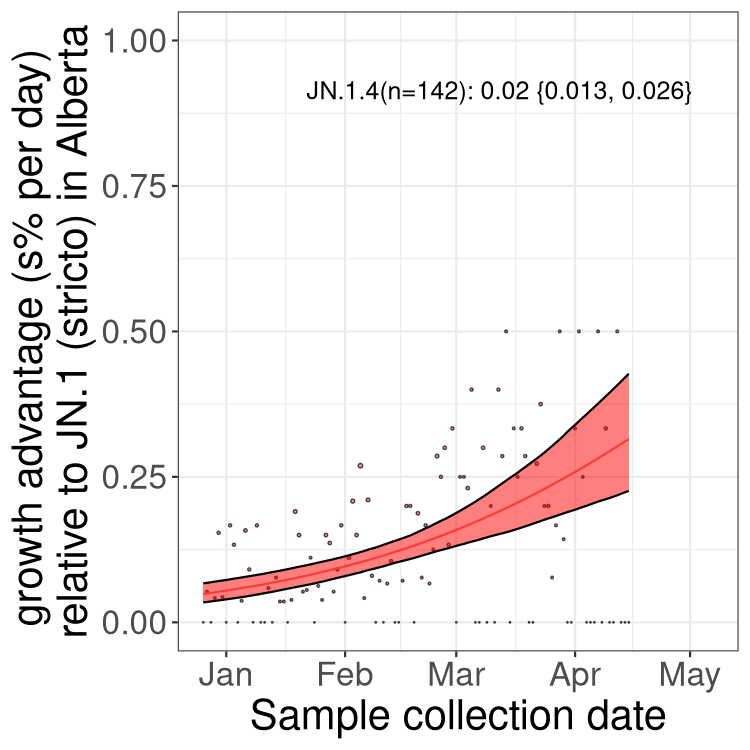 growth advantage (s% per day)
relative to JN.1 (stricto) in Alberta
1.00
JN.1.4(n=142): 0.02 {0.013, 0.026}
0.75
0.50
0.25
0.00
Jan Feb Mar Apr May
Sample collection date